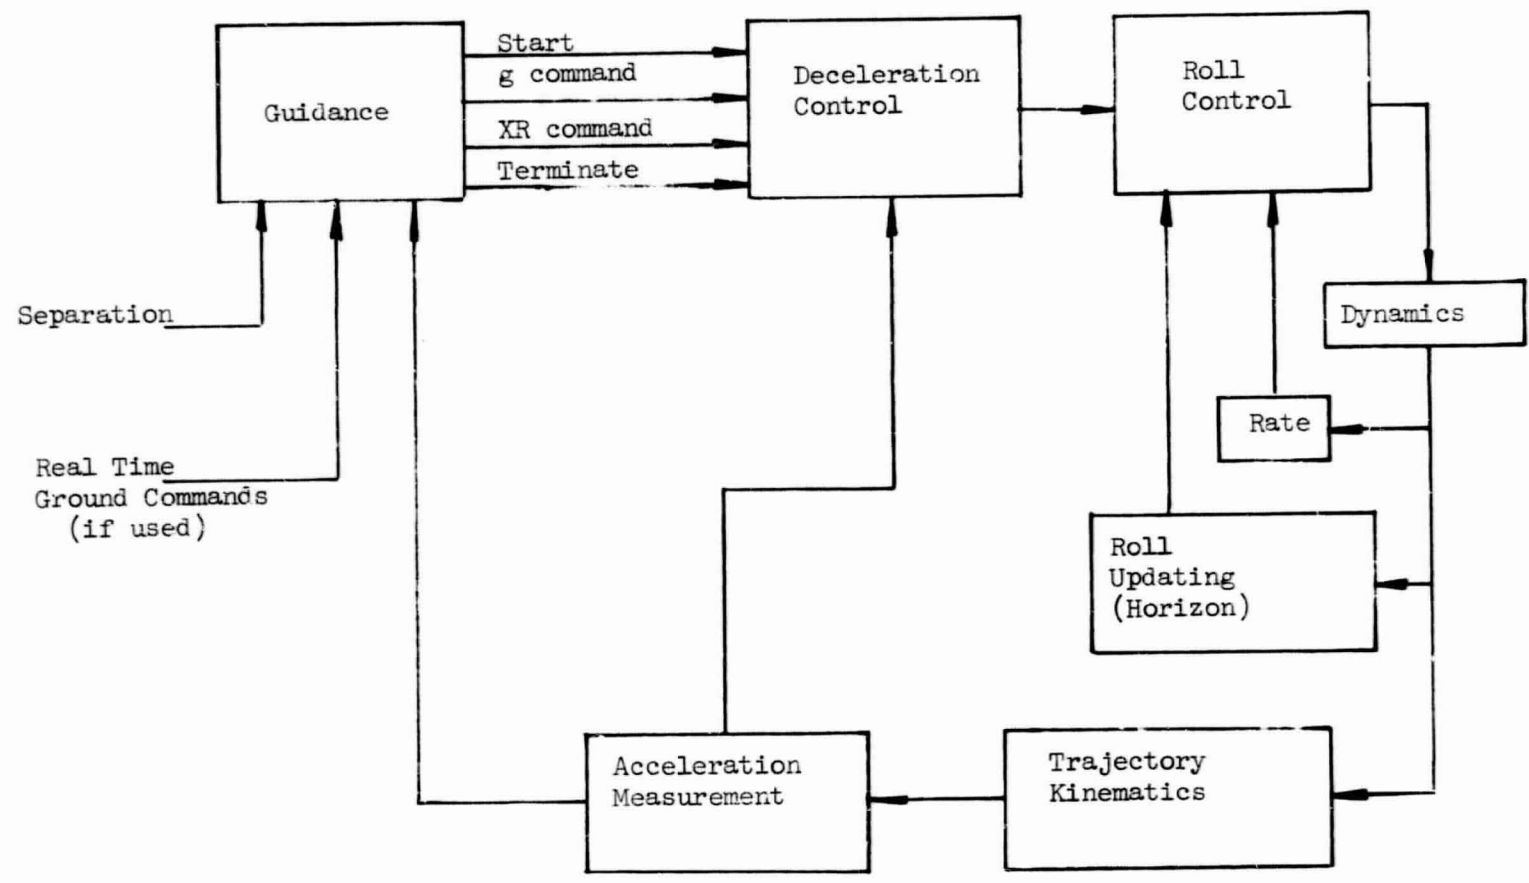 Guidance
Start
g command
XR command
Terminate
Deceleration
Control
Roll
Control
Separation
Dynamics
Rate
Real Time
Ground Commands
(if used)
Roll
Updating
(Horizon)
Acceleration
Measurement
Trajectory
Kinematics